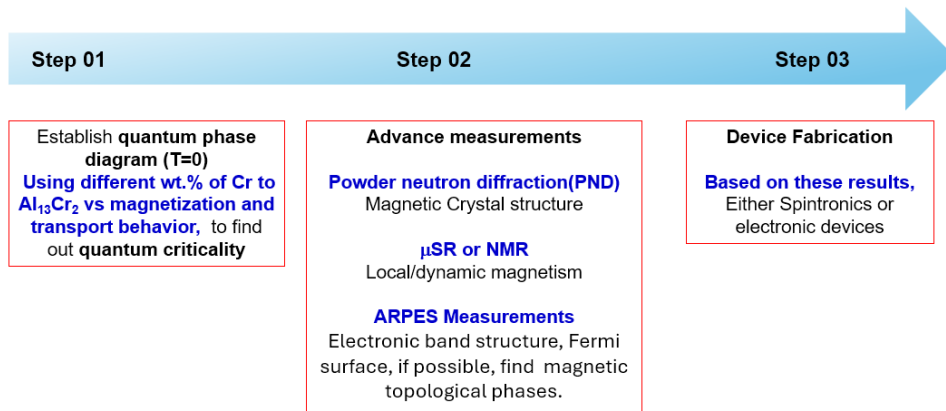 Step 01
Step 02
Step 03
Establish quantum phase
diagram (T=0)
Using different wt.% of Cr to
Al₁₃Cr₂ vs magnetization and
transport behavior, to find
out quantum criticality
Advance measurements
Powder neutron diffraction(PND)
Magnetic Crystal structure
µSR or NMR
Local/dynamic magnetism
ARPES Measurements
Electronic band structure, Fermi
surface, if possible, find magnetic
topological phases.
Device Fabrication
Based on these results,
Either Spintronics or
electronic devices